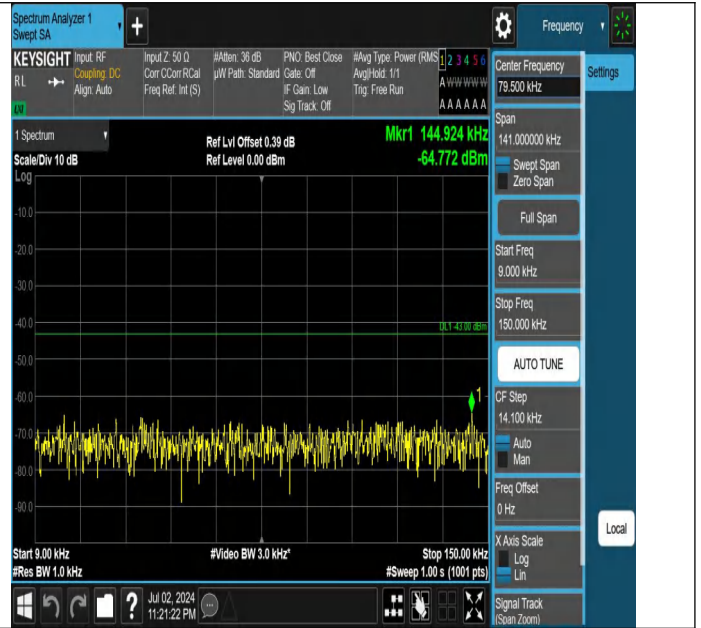 Spectrum Analyzer 1
Swept SA
Frequency
KEYSIGHT
RL
Input: RF
Coupling: DC
Align: Auto
Input Z: 50 Ω
Corr CCorr RCal
Freq Ref: Int (S)
#Atten: 36 dB
µW Path: Standard
PNO: Best Close
Gate: Off
IF Gain: Low
Sig Track: Off
#Avg Type: Power (RMS
Avg|Hold: 1/1
Trig: Free Run
1 2 3 4 5 6
A W W W W W
A A A A A A
1 Spectrum
Scale/Div 10 dB
Log
Ref Lvl Offset 0.39 dB
Ref Level 0.00 dBm
Mkr1 144.924 kHz
-64.772 dBm
-10.0
-20.0
-30.0
-40.0
DL1 -43.00 dBm
-50.0
-60.0
1
-70.0
-80.0
-90.0
Start 9.00 kHz
#Video BW 3.0 kHz*
Stop 150.00 kHz
#Res BW 1.0 kHz
#Sweep 1.00 s (1001 pts)
Jul 02, 2024
11:21:22 PM
Center Frequency
79.500 kHz
Settings
Span
141.000000 kHz
Swept Span
Zero Span
Full Span
Start Freq
9.000 kHz
Stop Freq
150.000 kHz
AUTO TUNE
CF Step
14.100 kHz
Auto
Man
Freq Offset
0 Hz
Local
X Axis Scale
Log
Lin
Signal Track
(Span Zoom)